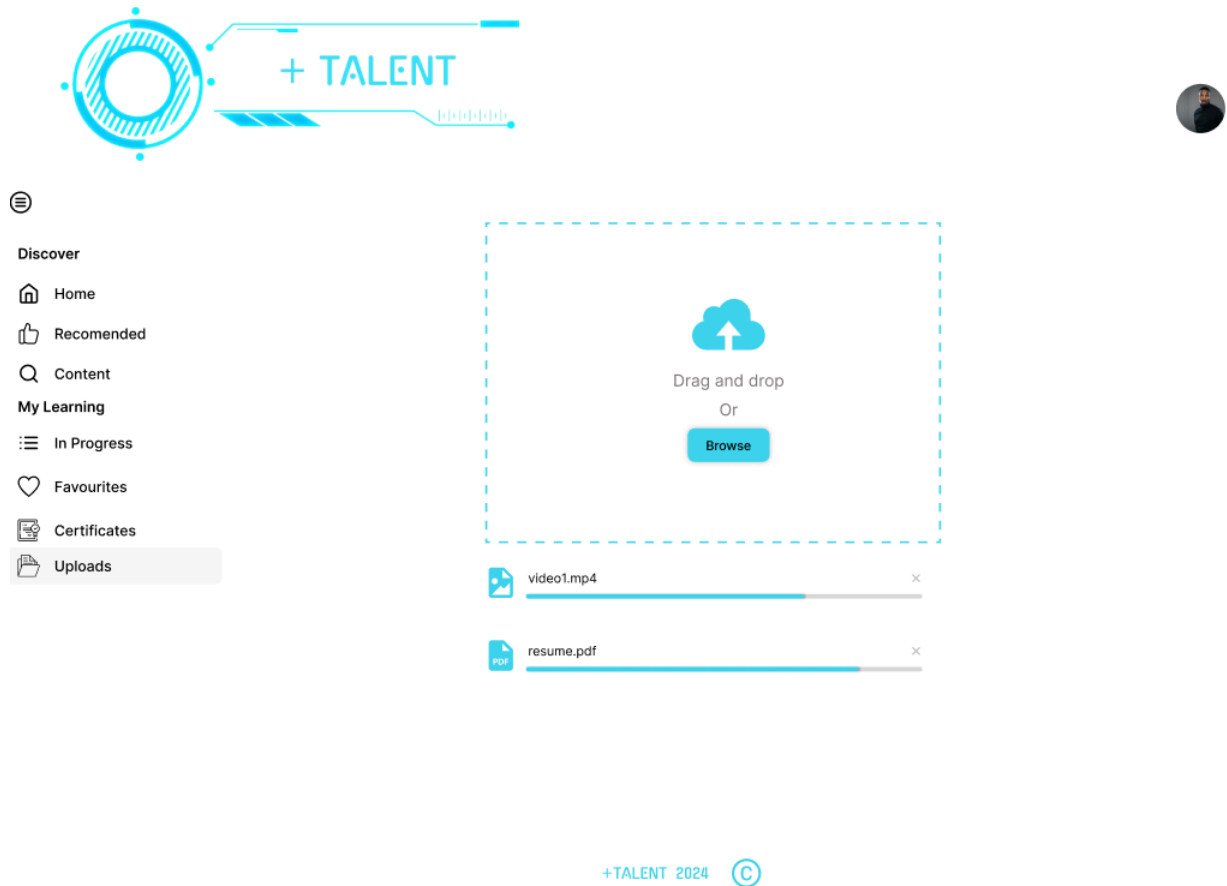 + TALENT
Discover
Home
Recomended
Content
My Learning
In Progress
Favourites
Certificates
Uploads
Drag and drop
Or
Browse
video1.mp4
PDF
resume.pdf
+TALENT 2024 ©